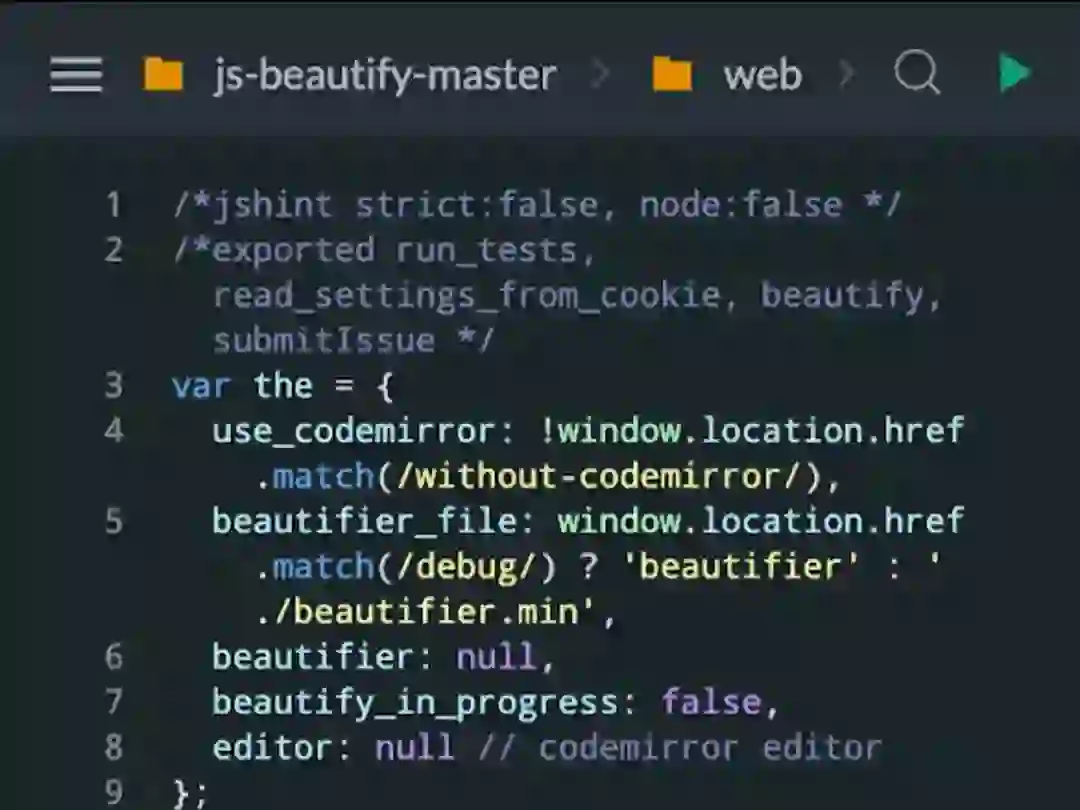 js-beautify-master > web >
1 /*jshint strict:false, node:false */
2 /*exported run_tests,
read_settings_from_cookie, beautify,
submitIssue */
3 var the = {
4 use_codemirror: !window.location.href
.match(/without-codemirror/),
5 beautifier_file: window.location.href
.match(/debug/) ? 'beautifier' : '
./beautifier.min',
6 beautifier: null,
7 beautify_in_progress: false,
8 editor: null // codemirror editor
9 };